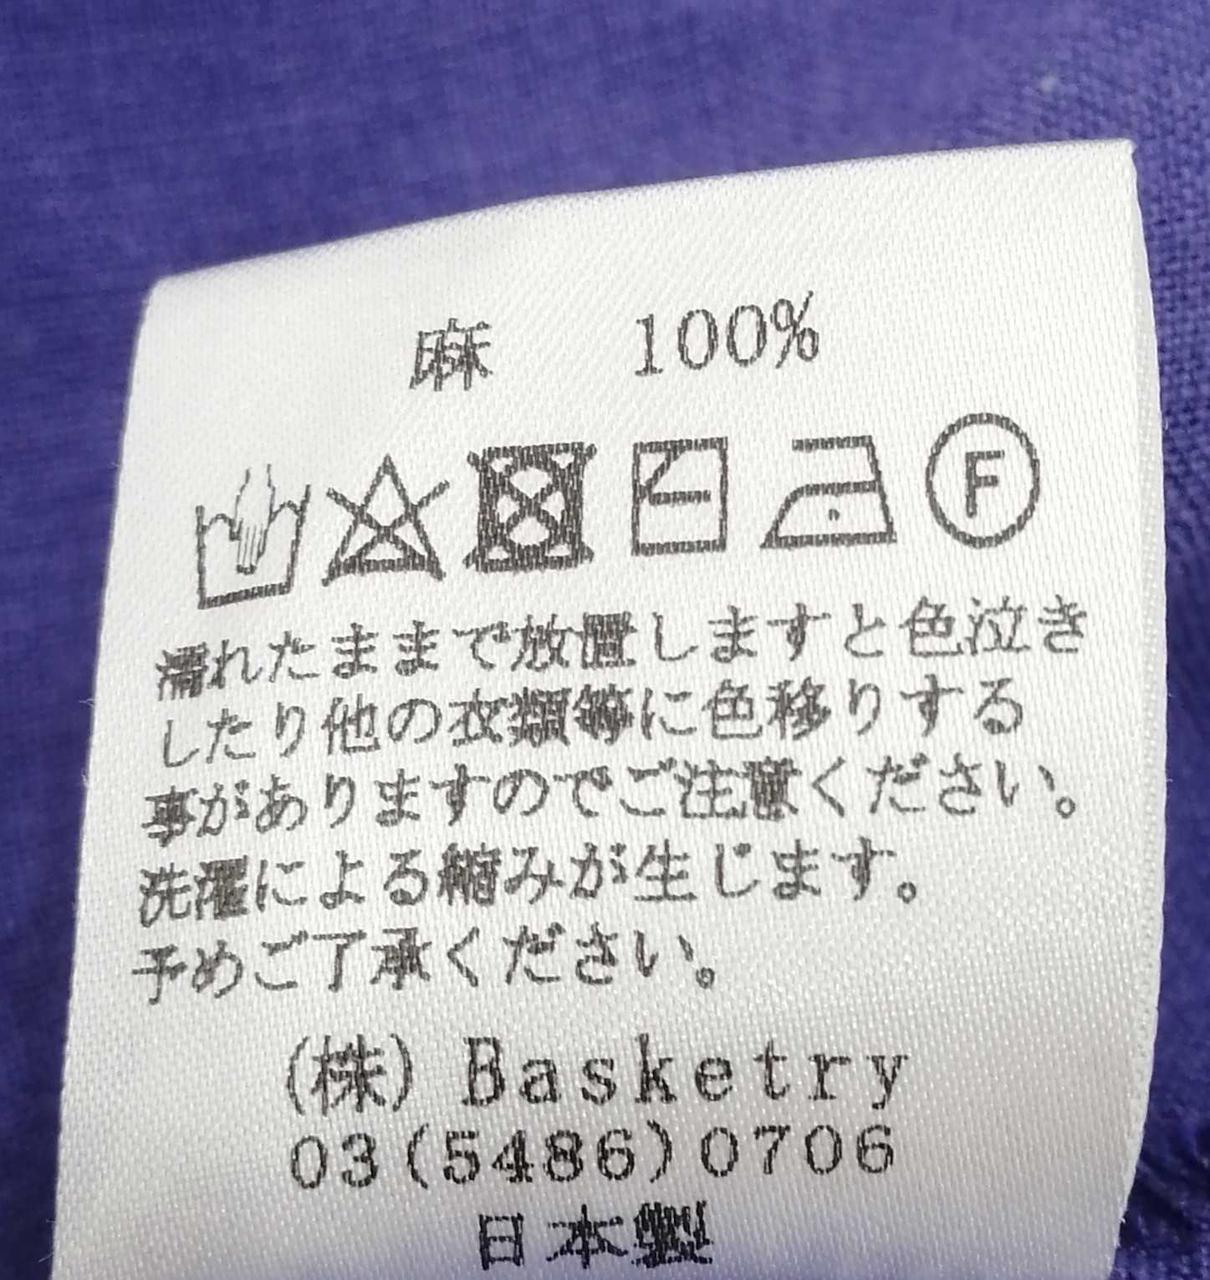 麻 100%
F
濡れたままで放置しますと色泣き
したり他の衣類等に色移りする
事がありますのでご注意ください。
洗濯による縮みが生じます。
予めご了承ください。
(株) Basketry
03(5486)0706
日本製